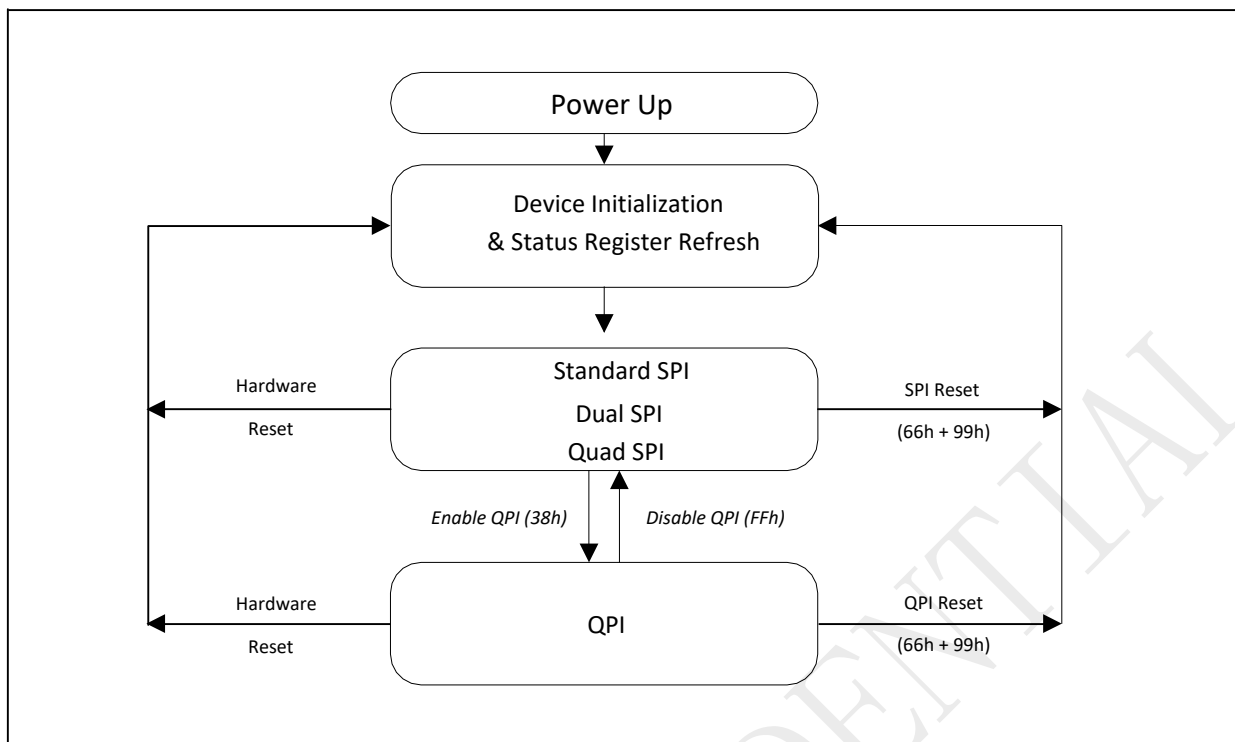 Power Up
Device Initialization
& Status Register Refresh
Standard SPI
Dual SPI
Quad SPI
Hardware
Reset
SPI Reset
(66h + 99h)
Enable QPI (38h)
Disable QPI (FFh)
QPI
Hardware
Reset
QPI Reset
(66h + 99h)